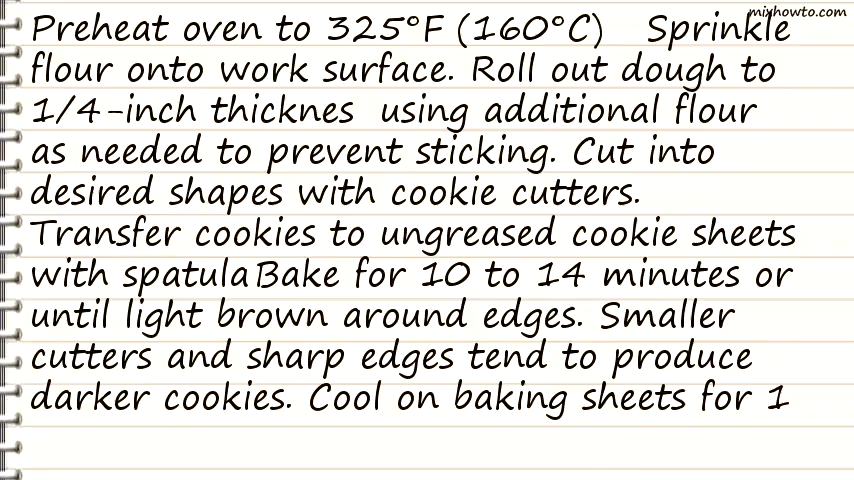 mixhowto.com
Preheat oven to 325°F (160°C) Sprinkle
flour onto work surface. Roll out dough to
1/4-inch thicknes using additional flour
as needed to prevent sticking. Cut into
desired shapes with cookie cutters.
Transfer cookies to ungreased cookie sheets
with spatula Bake for 10 to 14 minutes or
until light brown around edges. Smaller
cutters and sharp edges tend to produce
darker cookies. Cool on baking sheets for 1